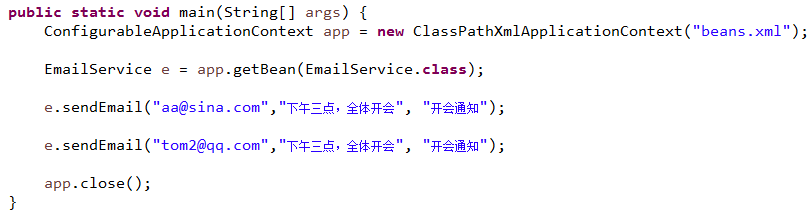 public static void main(String[] args) {
ConfigurableApplicationContext app = new ClassPathXmlApplicationContext("beans.xml");
EmailService e = app.getBean(EmailService.class);
e.sendEmail("aa@sina.com","下午三点，全体开会", "开会通知");
e.sendEmail("tom2@qq.com","下午三点，全体开会", "开会通知");
app.close();
}